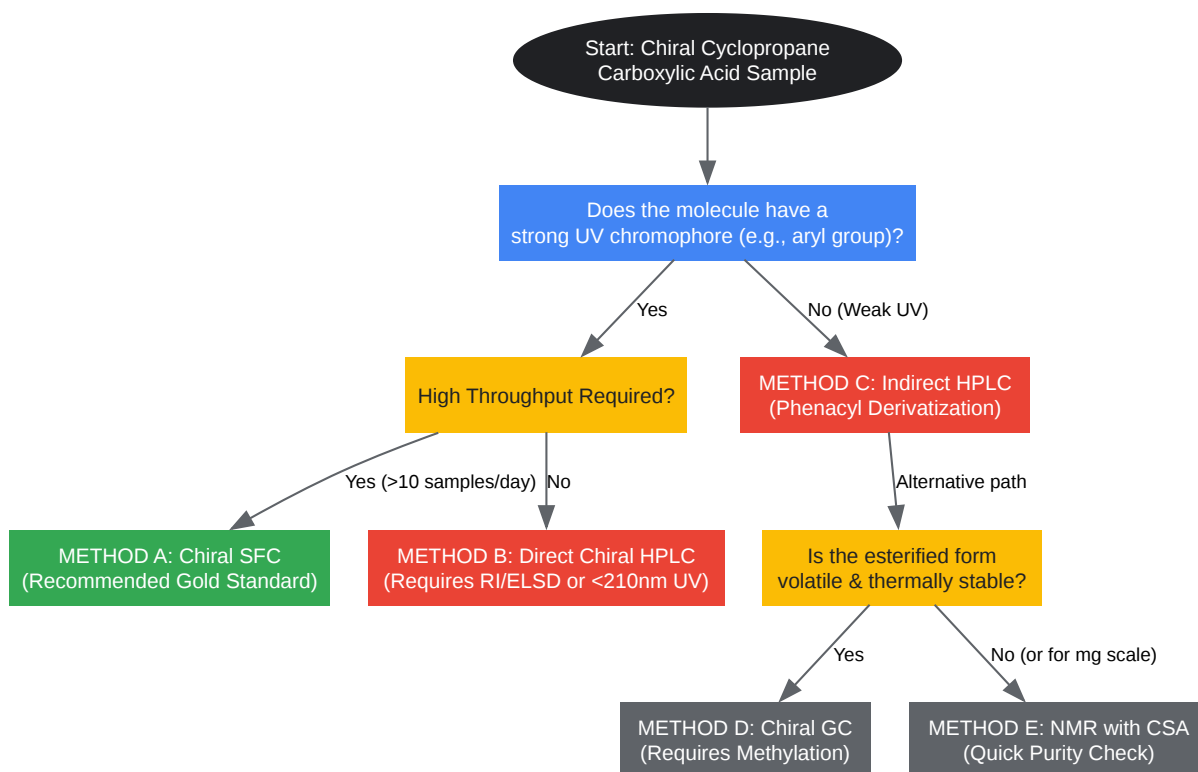 Start: Chiral Cyclopropane
Carboxylic Acid Sample
Does the molecule have a
strong UV chromophore (e.g., aryl group)?
Yes
No (Weak UV)
High Throughput Required?
METHOD C: Indirect HPLC
(Phenacyl Derivatization)
Yes (>10 samples/day)
No
Alternative path
METHOD A: Chiral SFC
(Recommended Gold Standard)
METHOD B: Direct Chiral HPLC
(Requires RI/ELSD or <210nm UV)
Is the esterified form
volatile & thermally stable?
Yes
No (or for mg scale)
METHOD D: Chiral GC
(Requires Methylation)
METHOD E: NMR with CSA
(Quick Purity Check)